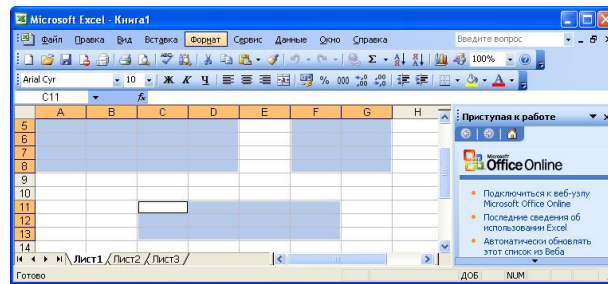 Microsoft Excel - Книга1
Файл Правка Вид Вставка Формат Сервис Данные Окно Справка Введите вопрос
100%
Arial Cyr 10 Ж К Ч % 000
C11 fx
A B C D E F G H
5
6
7
8
9
10
11
12
13
14
Приступая к работе
Microsoft
Office Online
Подключиться к веб-узлу
Microsoft Office Online
Последние сведения об
использовании Excel
Автоматически обновлять
этот список из Веба
Лист1 Лист2 Лист3
Готово ДОБ NUM